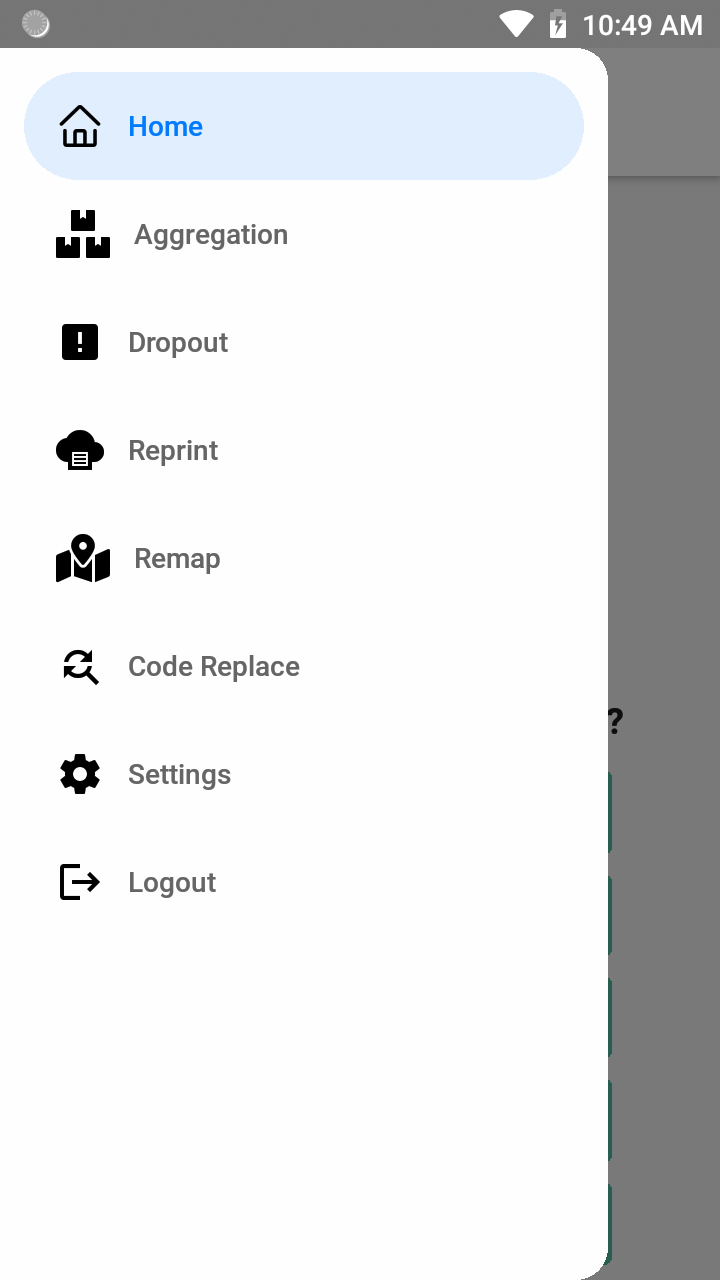 10:49 AM
Home
Aggregation
Dropout
Reprint
Remap
Code Replace
?
Settings
Logout